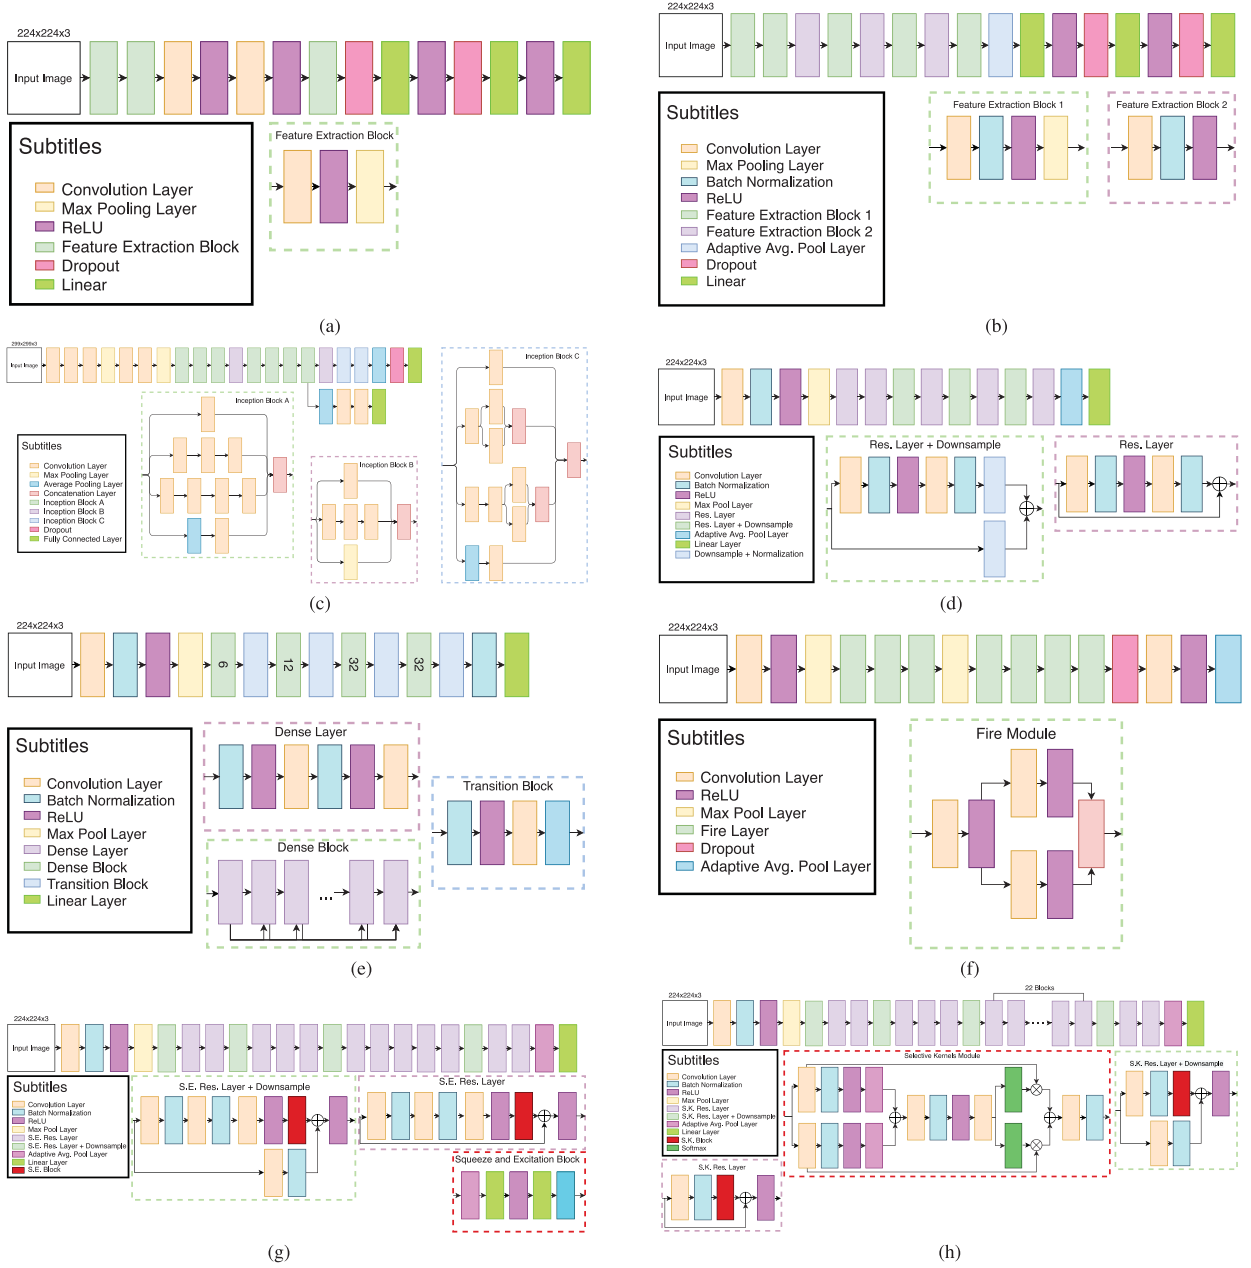 224x224x3
Input Image
Feature Extraction Block
Subtitles
Convolution Layer
Max Pooling Layer
ReLU
Feature Extraction Block
Dropout
Linear
(a)
224x224x3
Input Image
Feature Extraction Block 1
Feature Extraction Block 2
Subtitles
Convolution Layer
Max Pooling Layer
Batch Normalization
ReLU
Feature Extraction Block 1
Feature Extraction Block 2
Adaptive Avg. Pool Layer
Dropout
Linear
(b)
299x299x3
Input Image
Inception Block A
Inception Block B
Inception Block C
Subtitles
Convolution Layer
Max Pooling Layer
Average Pooling Layer
Concatenation Layer
Inception Block A
Inception Block B
Inception Block C
Dropout
Fully Connected Layer
(c)
224x224x3
Input Image
Res. Layer + Downsample
Res. Layer
Subtitles
Convolution Layer
Batch Normalization
ReLU
Max Pool Layer
Res. Layer
Res. Layer + Downsample
Adaptive Avg. Pool Layer
Linear Layer
Downsample + Normalization
(d)
224x224x3
Input Image
6
12
32
32
Subtitles
Convolution Layer
Batch Normalization
ReLU
Max Pool Layer
Dense Layer
Dense Block
Transition Block
Linear Layer
Dense Layer
Dense Block
Transition Block
(e)
224x224x3
Input Image
Subtitles
Convolution Layer
ReLU
Max Pool Layer
Fire Layer
Dropout
Adaptive Avg. Pool Layer
Fire Module
(f)
224x224x3
Input Image
Subtitles
Convolution Layer
Batch Normalization
ReLU
Max Pool Layer
S.E. Res. Layer
S.E. Res. Layer + Downsample
Adaptive Avg. Pool Layer
Linear Layer
S.E. Block
S.E. Res. Layer + Downsample
S.E. Res. Layer
Squeeze and Excitation Block
(g)
224x224x3
22 Blocks
Input Image
Subtitles
Convolution Layer
Batch Normalization
ReLU
Max Pool Layer
S.K. Res. Layer
S.K. Res. Layer + Downsample
Adaptive Avg. Pool Layer
Linear Layer
S.K. Block
Softmax
Selective Kernels Module
S.K. Res. Layer + Downsample
S.K. Res. Layer
(h)